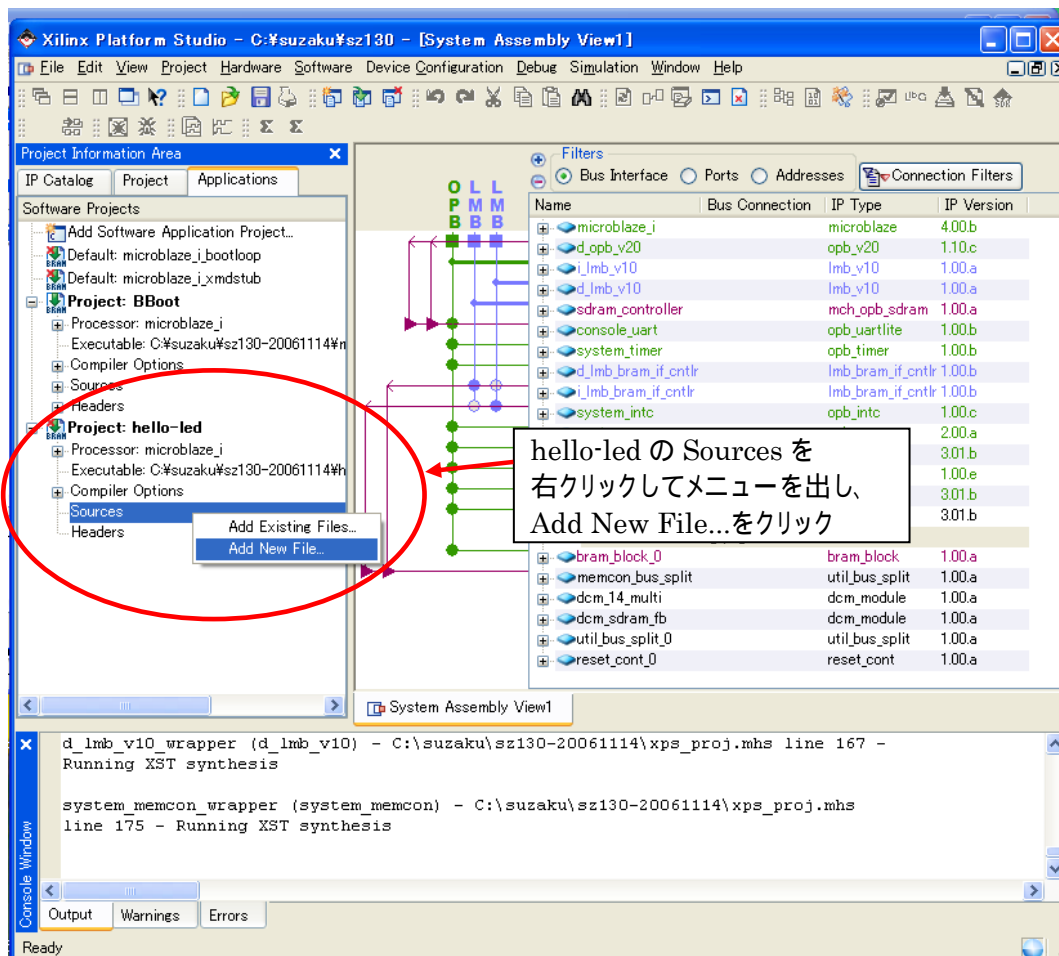 Xilinx Platform Studio - C:¥suzaku¥sz130 - [System Assembly View1]
File Edit View Project Hardware Software Device Configuration Debug Simulation Window Help
Project Information Area
IP Catalog Project Applications
Software Projects
Add Software Application Project...
BRAM Default: microblaze_i_bootloop
BRAM Default: microblaze_i_xmdstub
BRAM Project: BBoot
Processor: microblaze_i
Executable: C:¥suzaku¥sz130-20061114¥m
Compiler Options
Sources
Headers
BRAM Project: hello-led
Processor: microblaze_i
Executable: C:¥suzaku¥sz130-20061114¥h
Compiler Options
Sources
Headers
Add Existing Files...
Add New File...
OPB
LMB
LMB
Filters
Bus Interface Ports Addresses Connection Filters
Name Bus Connection IP Type IP Version
microblaze_i microblaze 4.00.b
d_opb_v20 opb_v20 1.10.c
i_lmb_v10 lmb_v10 1.00.a
d_lmb_v10 lmb_v10 1.00.a
sdram_controller mch_opb_sdram 1.00.a
console_uart opb_uartlite 1.00.b
system_timer opb_timer 1.00.b
d_lmb_bram_if_cntlr lmb_bram_if_cntlr 1.00.b
i_lmb_bram_if_cntlr lmb_bram_if_cntlr 1.00.b
system_intc opb_intc 1.00.c
2.00.a
3.01.b
1.00.e
3.01.b
3.01.b
hello-led の Sources を
右クリックしてメニューを出し、
Add New File...をクリック
bram_block_0 bram_block 1.00.a
memcon_bus_split util_bus_split 1.00.a
dcm_14_multi dcm_module 1.00.a
dcm_sdram_fb dcm_module 1.00.a
util_bus_split_0 util_bus_split 1.00.a
reset_cont_0 reset_cont 1.00.a
System Assembly View1
d_lmb_v10_wrapper (d_lmb_v10) - C:\suzaku\sz130-20061114\xps_proj.mhs line 167 -
Running XST synthesis
system_memcon_wrapper (system_memcon) - C:\suzaku\sz130-20061114\xps_proj.mhs
line 175 - Running XST synthesis
Console Window
Output Warnings Errors
Ready